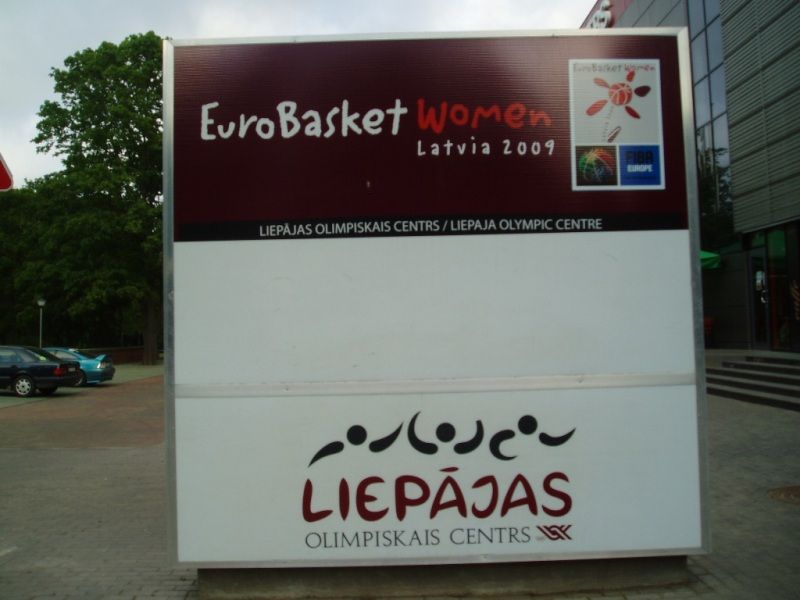 EuroBasket Women
Latvia 2009
EuroBasket Women
FIBA
EUROPE
LIEPĀJAS OLIMPISKAIS CENTRS / LIEPAJA OLYMPIC CENTRE
LIEPĀJAS
OLIMPISKAIS CENTRS